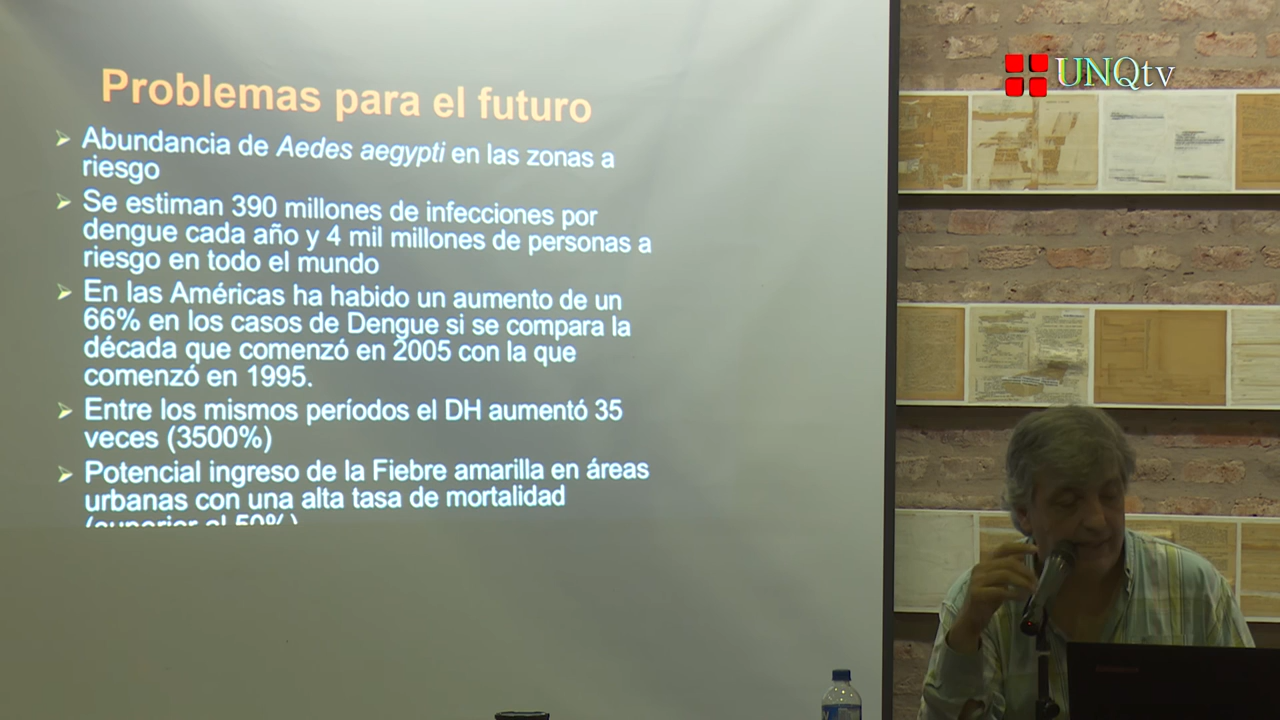 UNQtv
Problemas para el futuro
Abundancia de Aedes aegypti en las zonas a
riesgo
Se estiman 390 millones de infecciones por
dengue cada año y 4 mil millones de personas a
riesgo en todo el mundo
En las Américas ha habido un aumento de un
66% en los casos de Dengue si se compara la
década que comenzó en 2005 con la que
comenzó en 1995.
Entre los mismos períodos el DH aumentó 35
veces (3500%)
Potencial ingreso de la Fiebre amarilla en áreas
urbanas con una alta tasa de mortalidad
(superior al 50%)